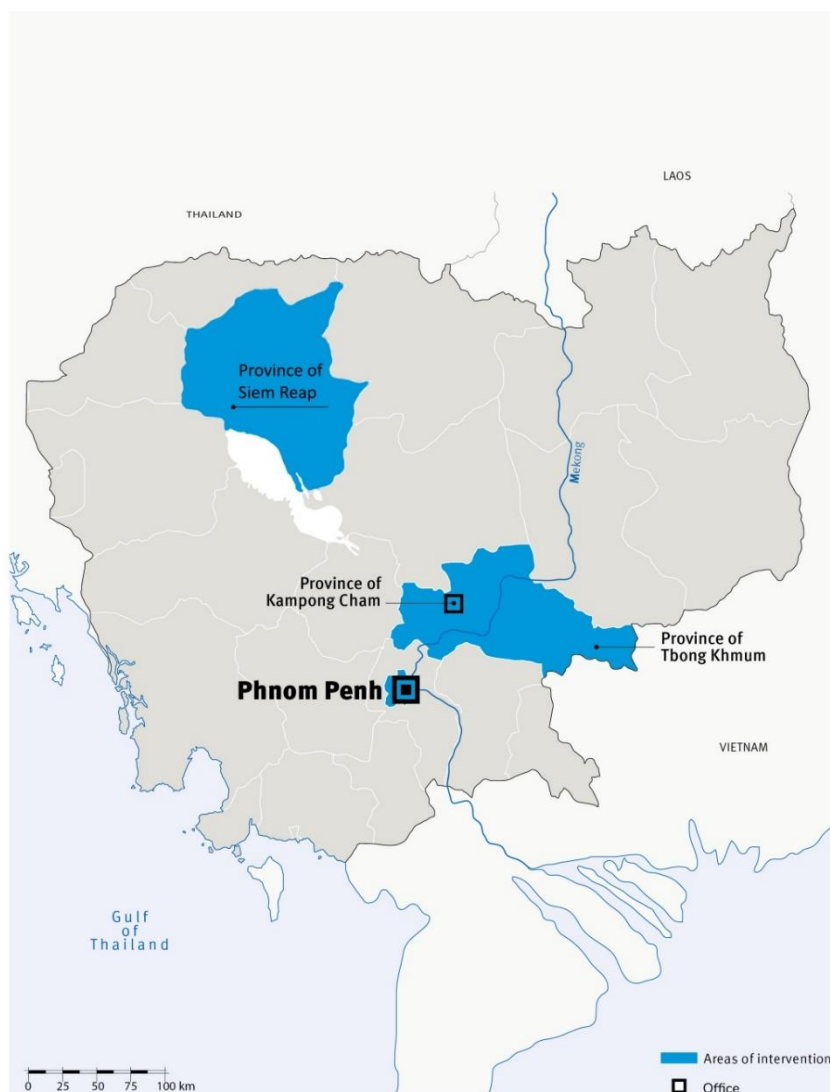 LAOS
THAILAND
Province of
Siem Reap
Mekong
Province of
Kampong Cham
Province of
Tbong Khmum
Phnom Penh
VIETNAM
Gulf
of
Thailand
Areas of intervention
0 25 50 75 100 km
Office